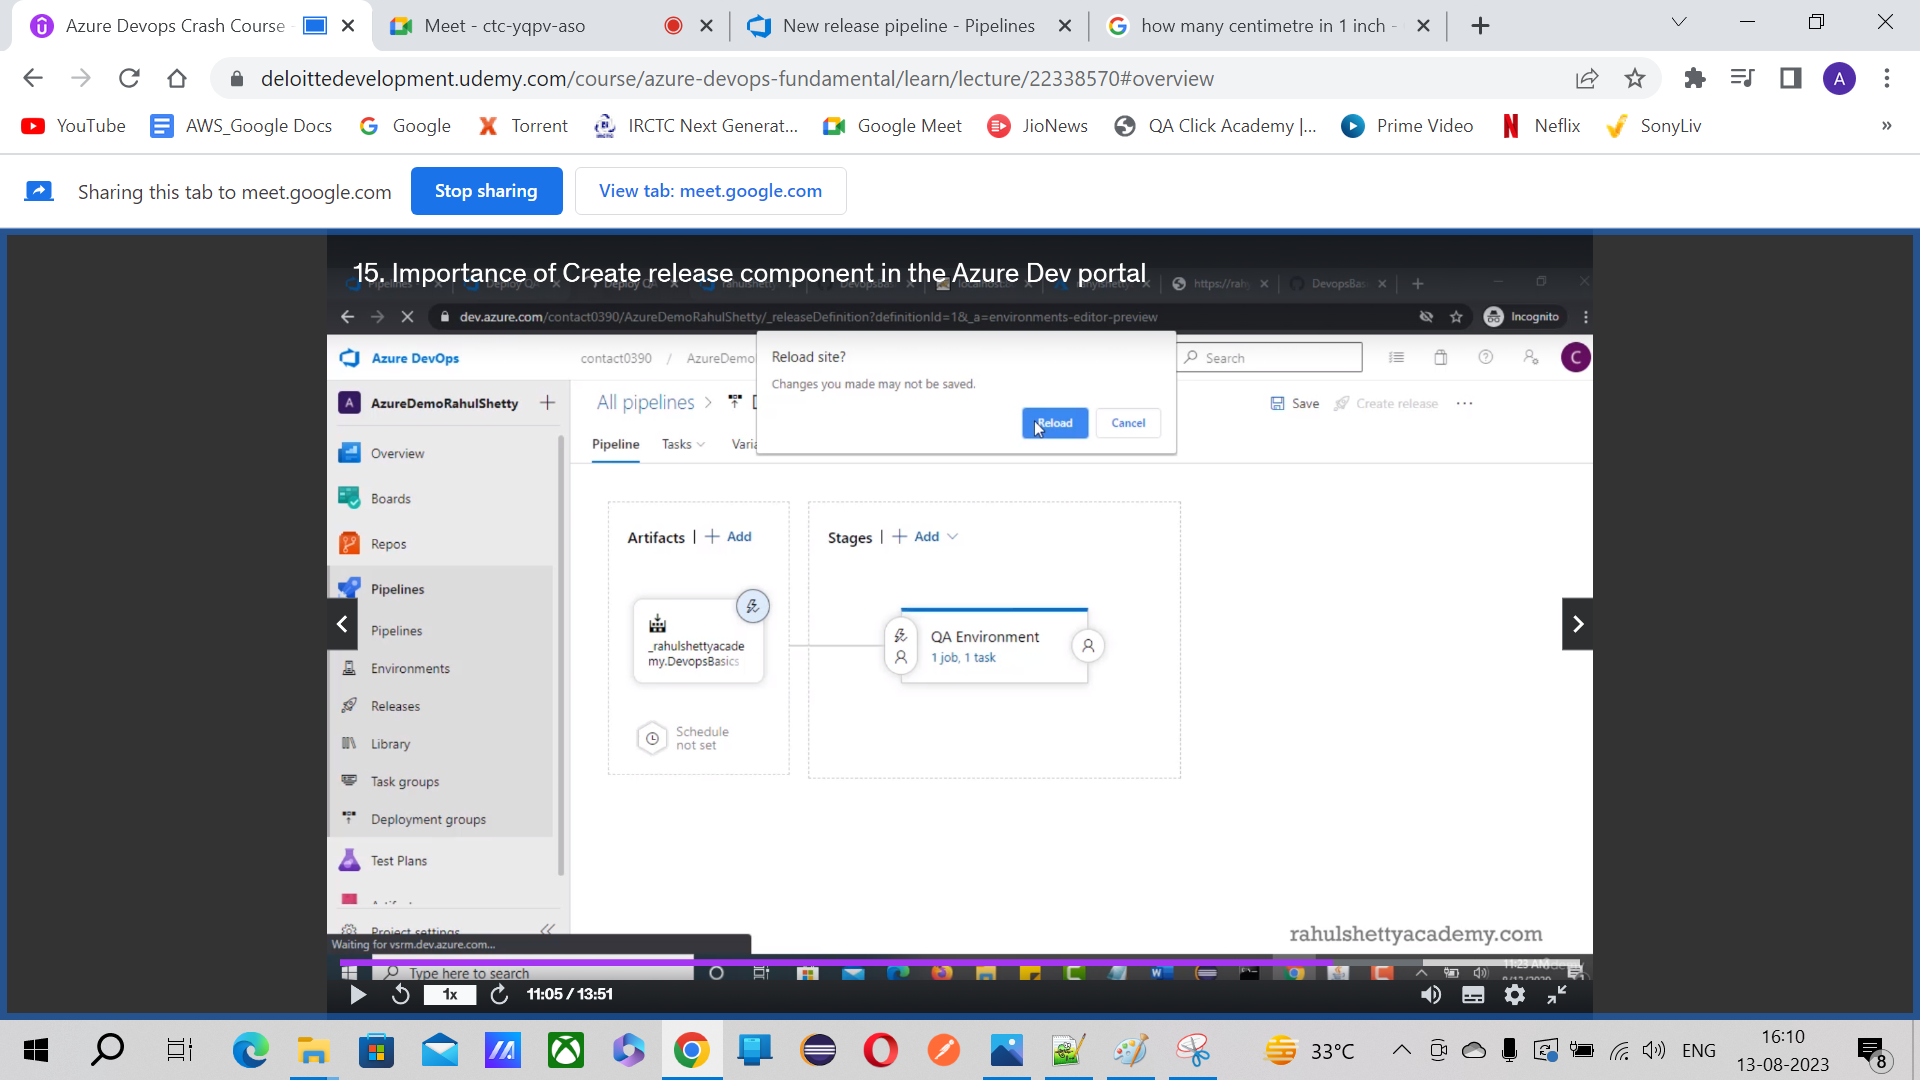 Azure Devops Crash Course
Meet - ctc-yqpv-aso
New release pipeline - Pipelines
how many centimetre in 1 inch -
deloittedevelopment.udemy.com/course/azure-devops-fundamental/learn/lecture/22338570#overview
A
YouTube
AWS_Google Docs
Google
Torrent
IRCTC Next Generat...
Google Meet
JioNews
QA Click Academy |...
Prime Video
Neflix
SonyLiv
»
Sharing this tab to meet.google.com
Stop sharing
View tab: meet.google.com
15. Importance of Create release component in the Azure Dev portal
https://rah
DevopsBas
dev.azure.com/contact0390/AzureDemoRahulShetty/_releaseDefinition?definitionId=1&_a=environments-editor-preview
Incognito
Azure DevOps
contact0390 / AzureDemo
Reload site?
Changes you made may not be saved.
Reload
Cancel
Search
C
A AzureDemoRahulShetty
All pipelines >
Save
Create release
Pipeline
Tasks
Varia
Overview
Boards
Repos
Pipelines
Pipelines
Environments
Releases
Library
Task groups
Deployment groups
Test Plans
Project settings
Artifacts | + Add
Stages | + Add
_rahulshettyacade
my.DevopsBasics
QA Environment
1 job, 1 task
Schedule
not set
rahulshettyacademy.com
Waiting for vsrm.dev.azure.com...
Type here to search
1x
11:05 / 13:51
33°C
ENG
16:10
13-08-2023
8